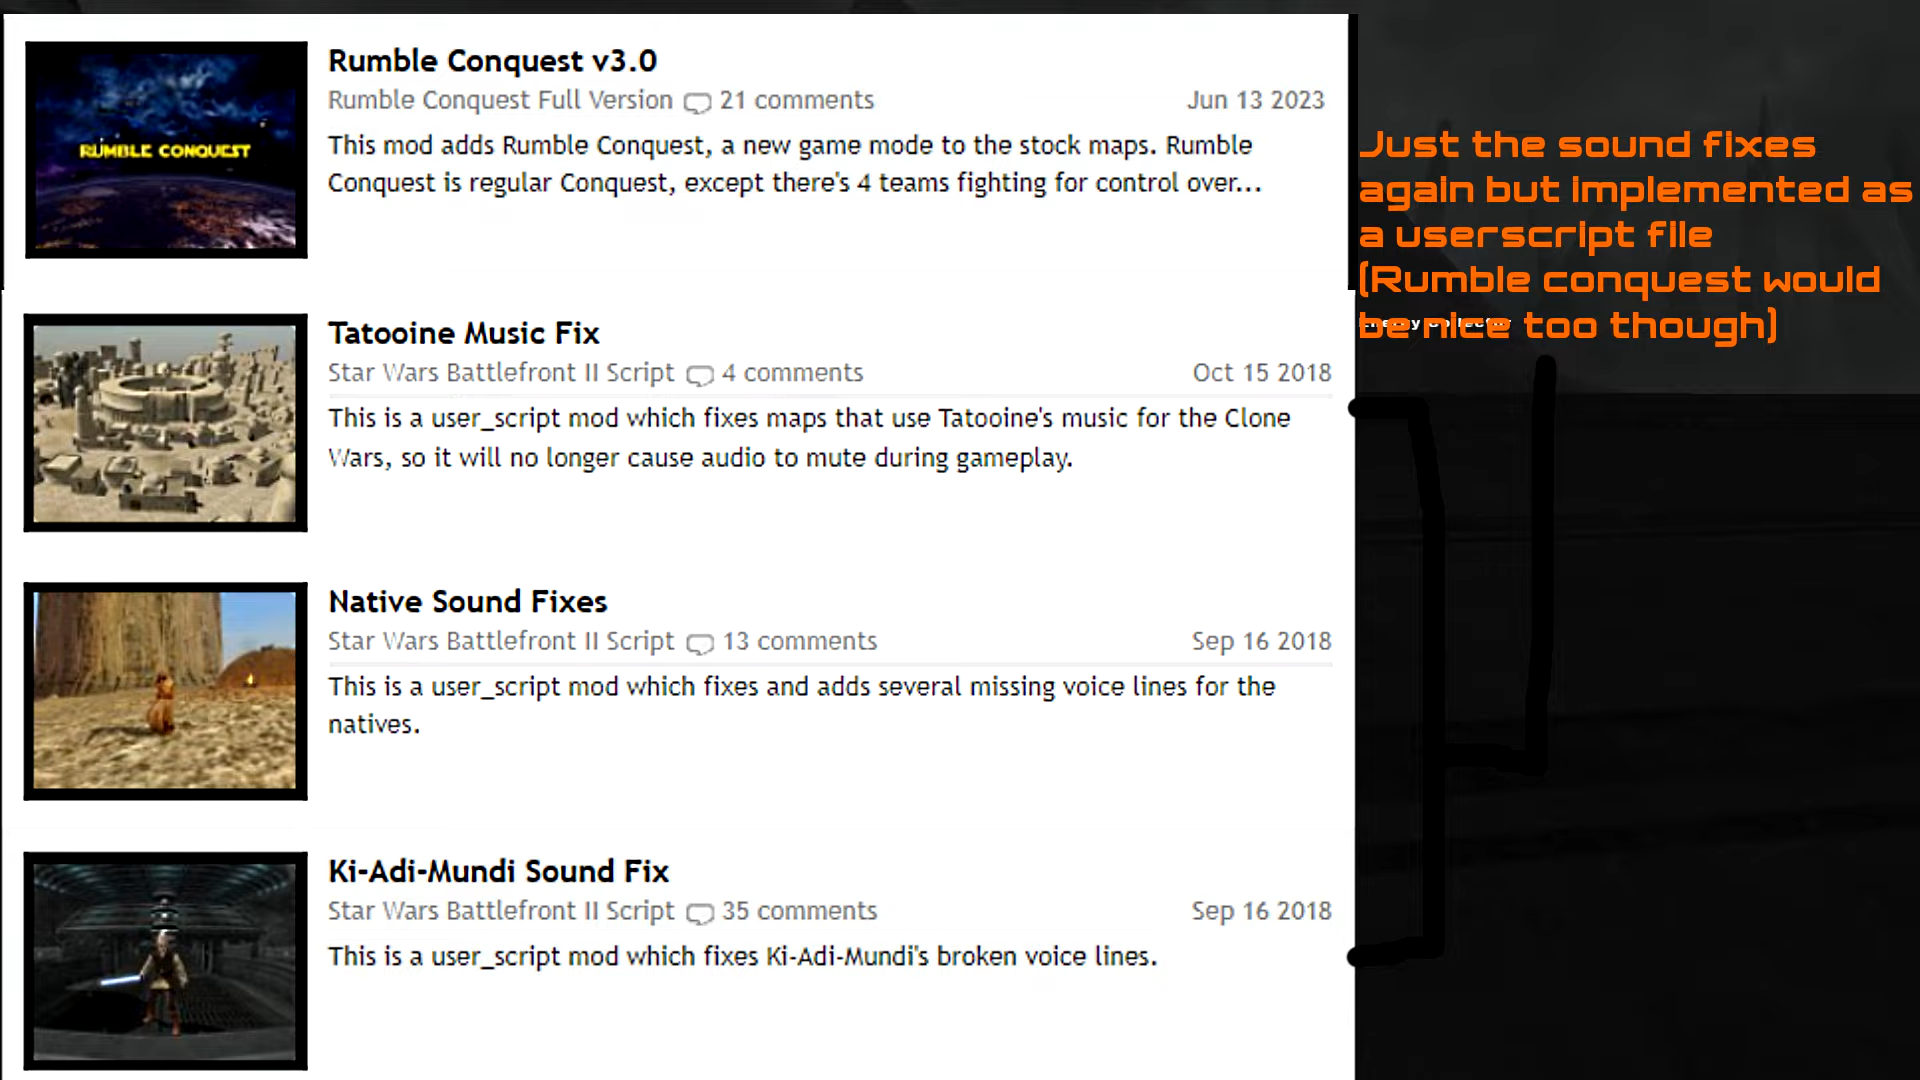 Rumble Conquest v3.0
Rumble Conquest Full Version 21 comments Jun 13 2023
This mod adds Rumble Conquest, a new game mode to the stock maps. Rumble
Conquest is regular Conquest, except there's 4 teams fighting for control over...
RUMBLE CONQUEST
Tatooine Music Fix
Star Wars Battlefront II Script 4 comments Oct 15 2018
This is a user_script mod which fixes maps that use Tatooine's music for the Clone
Wars, so it will no longer cause audio to mute during gameplay.
Native Sound Fixes
Star Wars Battlefront II Script 13 comments Sep 16 2018
This is a user_script mod which fixes and adds several missing voice lines for the
natives.
Ki-Adi-Mundi Sound Fix
Star Wars Battlefront II Script 35 comments Sep 16 2018
This is a user_script mod which fixes Ki-Adi-Mundi's broken voice lines.
Just the sound fixes
again but implemented as
a userscript file
(Rumble conquest would
be nice too though)